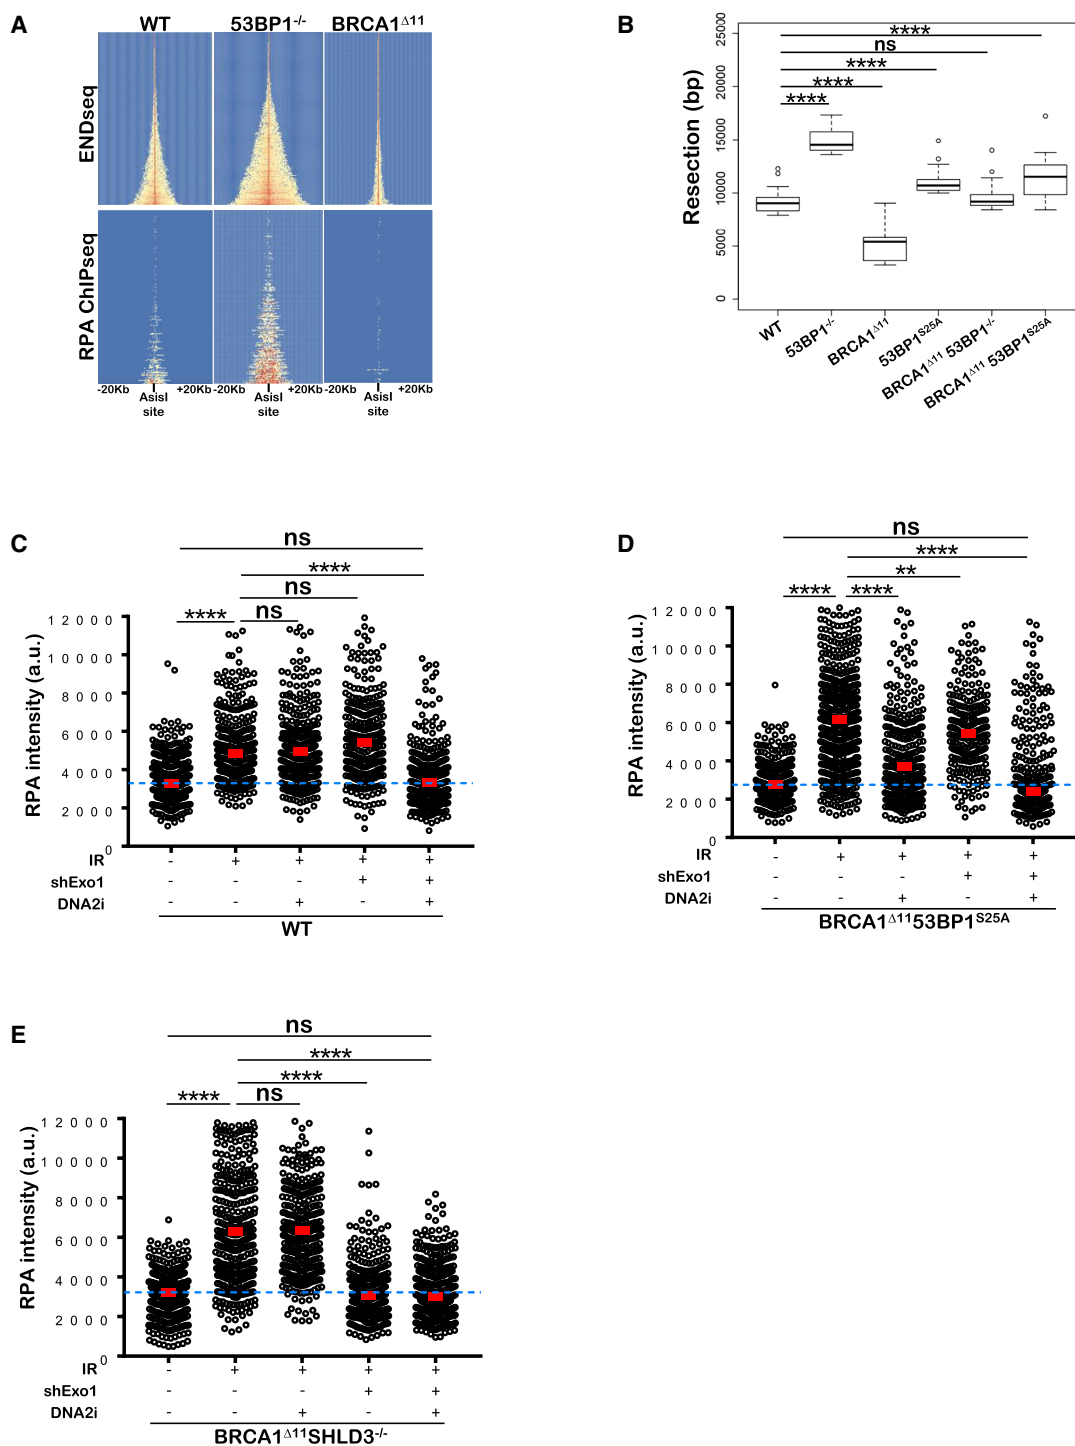 A
WT 53BP1-/- BRCA1Δ11
ENDseq
RPA ChIPseq
-20Kb +20Kb -20Kb +20Kb -20Kb +20Kb
AsisI AsisI AsisI
site site site
B
****
ns
****
****
****
Resection (bp)
25000
20000
15000
10000
5000
0
WT
53BP1-/-
BRCA1Δ11
53BP1S25A
BRCA1Δ11 53BP1-/-
BRCA1Δ11 53BP1S25A
C
ns
****
ns
**** ns
RPA intensity (a.u.)
12000
10000
8000
6000
4000
2000
0
IR - + + + +
shExo1 - - - + +
DNA2i - - + - +
WT
D
ns
****
**
**** ****
RPA intensity (a.u.)
12000
10000
8000
6000
4000
2000
0
IR - + + + +
shExo1 - - - + +
DNA2i - - + - +
BRCA1Δ1153BP1S25A
E
ns
****
****
**** ns
RPA intensity (a.u.)
12000
10000
8000
6000
4000
2000
0
IR - + + + +
shExo1 - - - + +
DNA2i - - + - +
BRCA1Δ11SHLD3-/-